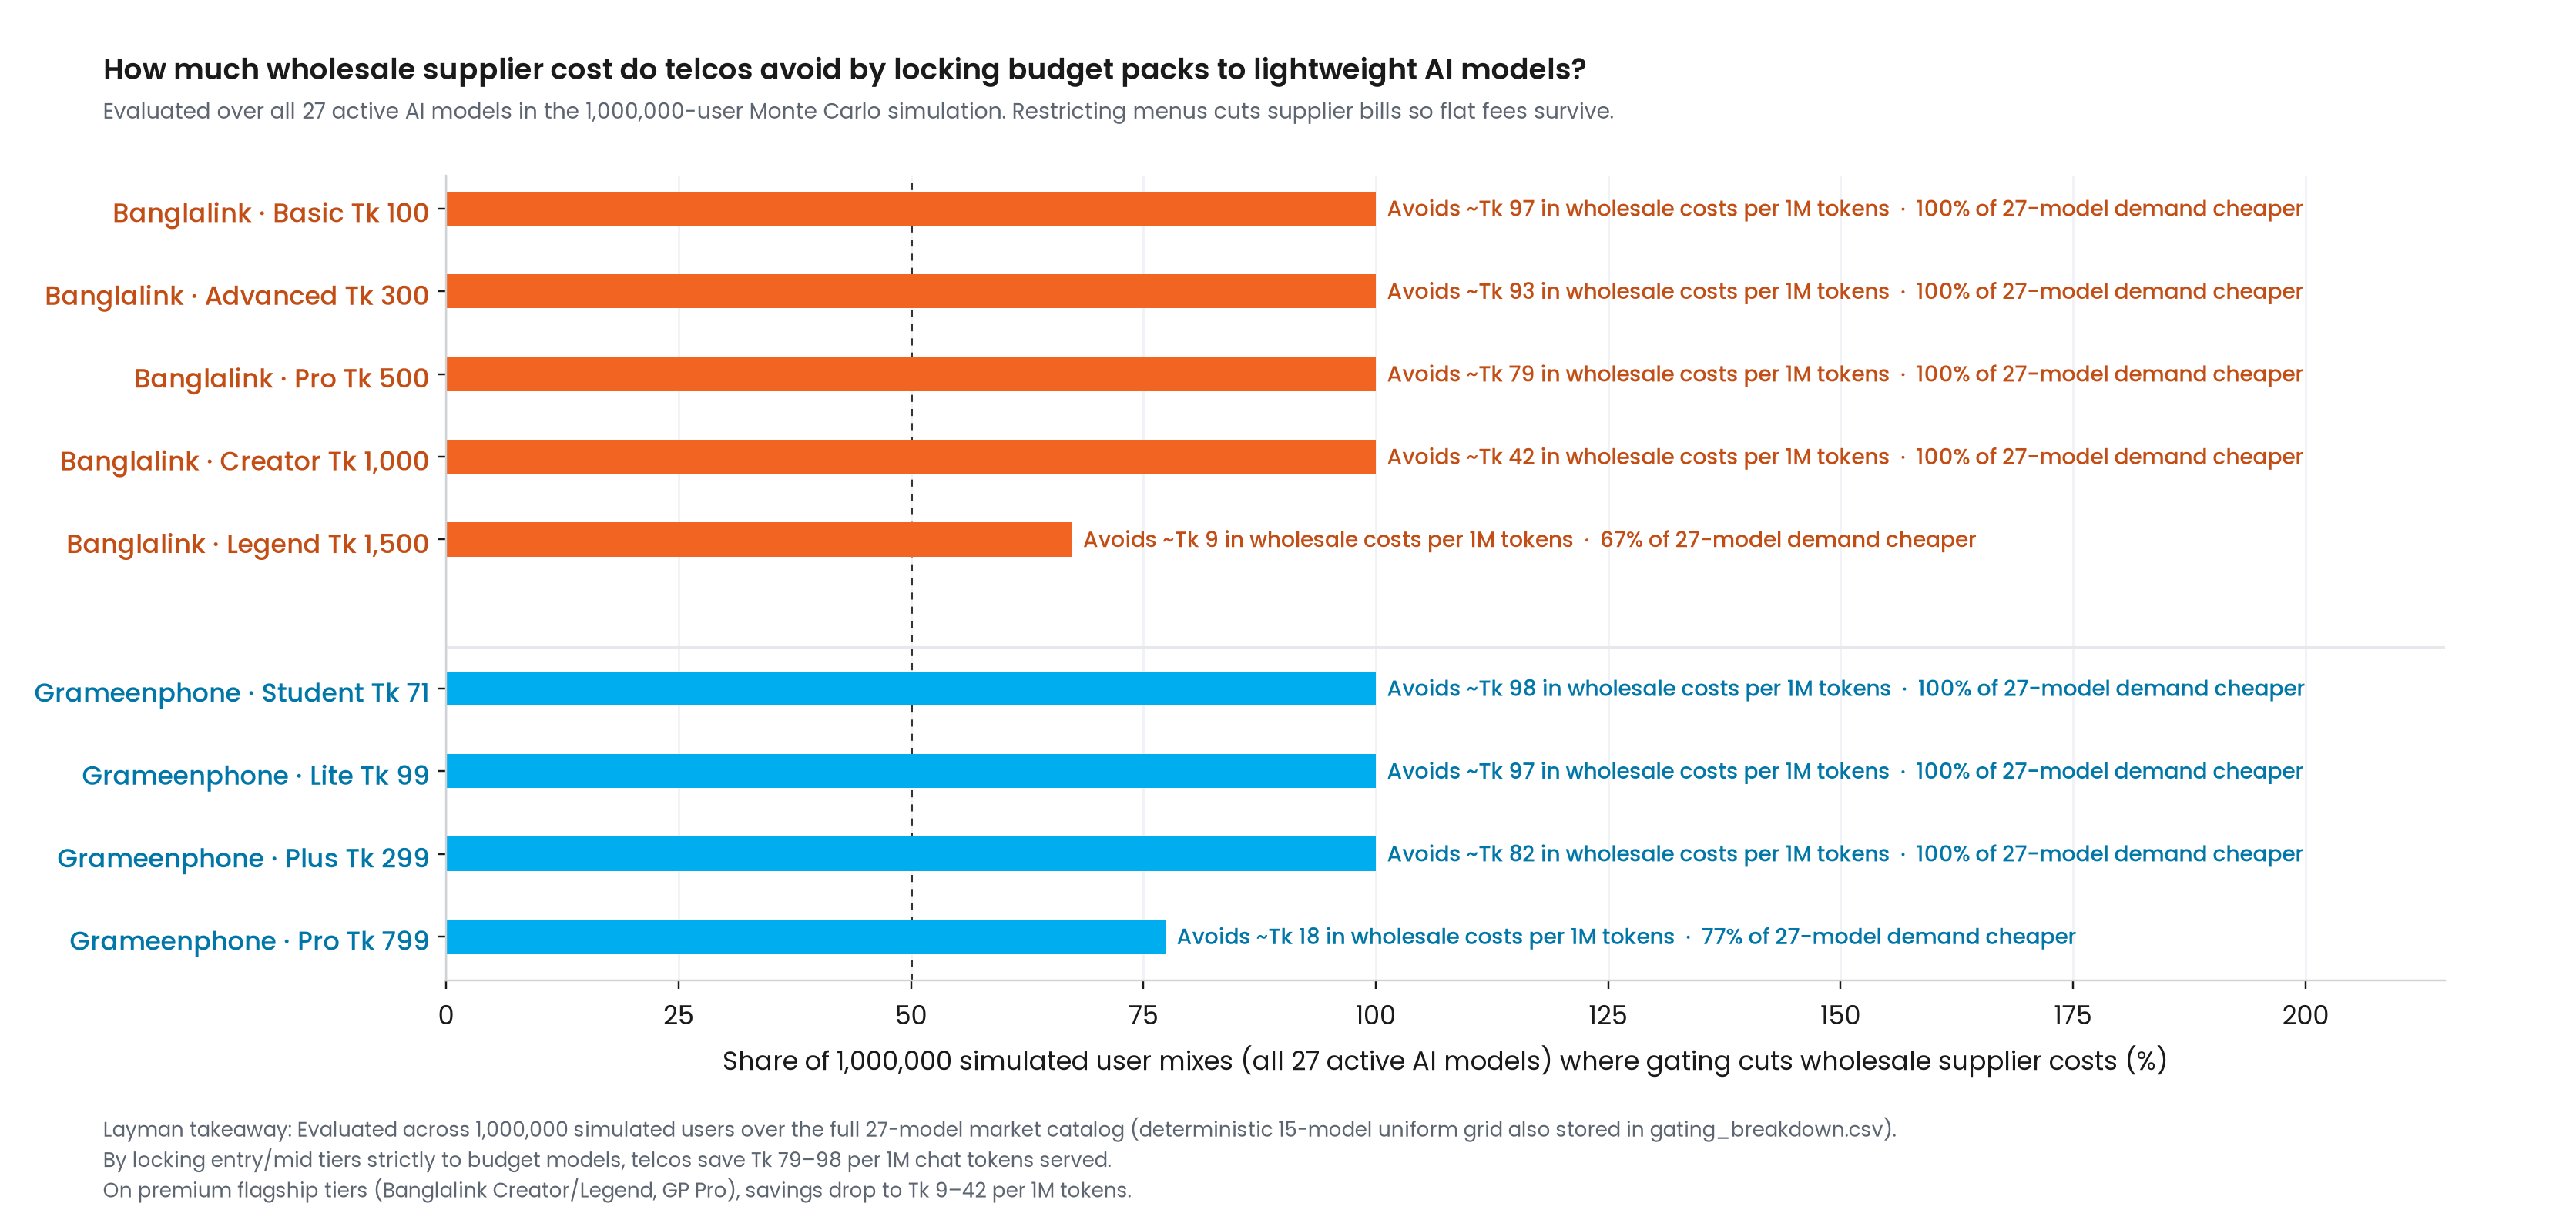 How much wholesale supplier cost do telcos avoid by locking budget packs to lightweight AI models?
Evaluated over all 27 active AI models in the 1,000,000-user Monte Carlo simulation. Restricting menus cuts supplier bills so flat fees survive.
Banglalink · Basic Tk 100
Avoids ~Tk 97 in wholesale costs per 1M tokens · 100% of 27-model demand cheaper
Banglalink · Advanced Tk 300
Avoids ~Tk 93 in wholesale costs per 1M tokens · 100% of 27-model demand cheaper
Banglalink · Pro Tk 500
Avoids ~Tk 79 in wholesale costs per 1M tokens · 100% of 27-model demand cheaper
Banglalink · Creator Tk 1,000
Avoids ~Tk 42 in wholesale costs per 1M tokens · 100% of 27-model demand cheaper
Banglalink · Legend Tk 1,500
Avoids ~Tk 9 in wholesale costs per 1M tokens · 67% of 27-model demand cheaper
Grameenphone · Student Tk 71
Avoids ~Tk 98 in wholesale costs per 1M tokens · 100% of 27-model demand cheaper
Grameenphone · Lite Tk 99
Avoids ~Tk 97 in wholesale costs per 1M tokens · 100% of 27-model demand cheaper
Grameenphone · Plus Tk 299
Avoids ~Tk 82 in wholesale costs per 1M tokens · 100% of 27-model demand cheaper
Grameenphone · Pro Tk 799
Avoids ~Tk 18 in wholesale costs per 1M tokens · 77% of 27-model demand cheaper
0 25 50 75 100 125 150 175 200
Share of 1,000,000 simulated user mixes (all 27 active AI models) where gating cuts wholesale supplier costs (%)
Layman takeaway: Evaluated across 1,000,000 simulated users over the full 27-model market catalog (deterministic 15-model uniform grid also stored in gating_breakdown.csv).
By locking entry/mid tiers strictly to budget models, telcos save Tk 79–98 per 1M chat tokens served.
On premium flagship tiers (Banglalink Creator/Legend, GP Pro), savings drop to Tk 9–42 per 1M tokens.